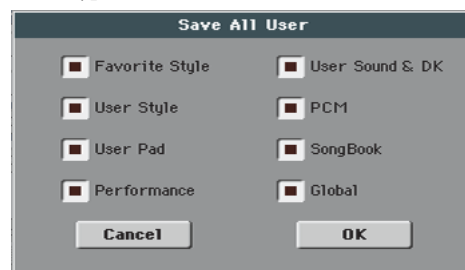 Save All User
Favorite Style
User Sound & DK
User Style
PCM
User Pad
SongBook
Performance
Global
Cancel
OK